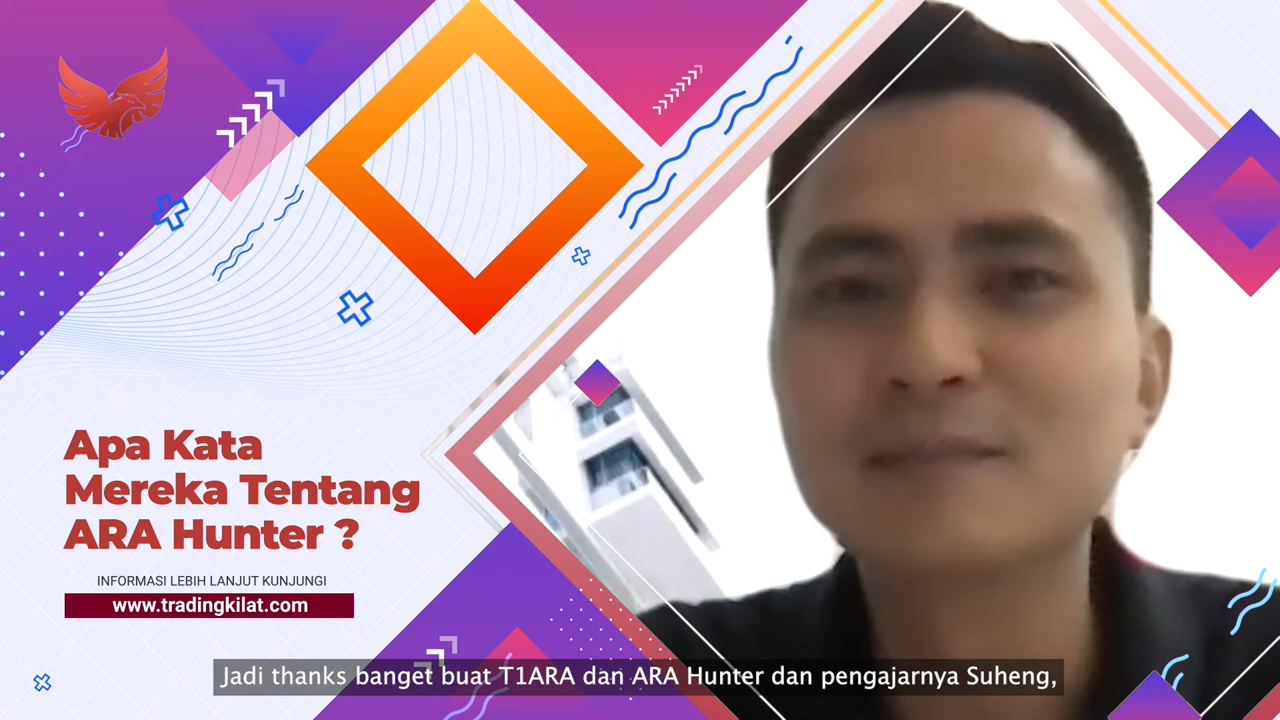 Apa Kata
Mereka Tentang
ARA Hunter ?
INFORMASI LEBIH LANJUT KUNJUNGI
www.tradingkilat.com
Jadi thanks banget buat T1ARA dan ARA Hunter dan pengajarnya Suheng,